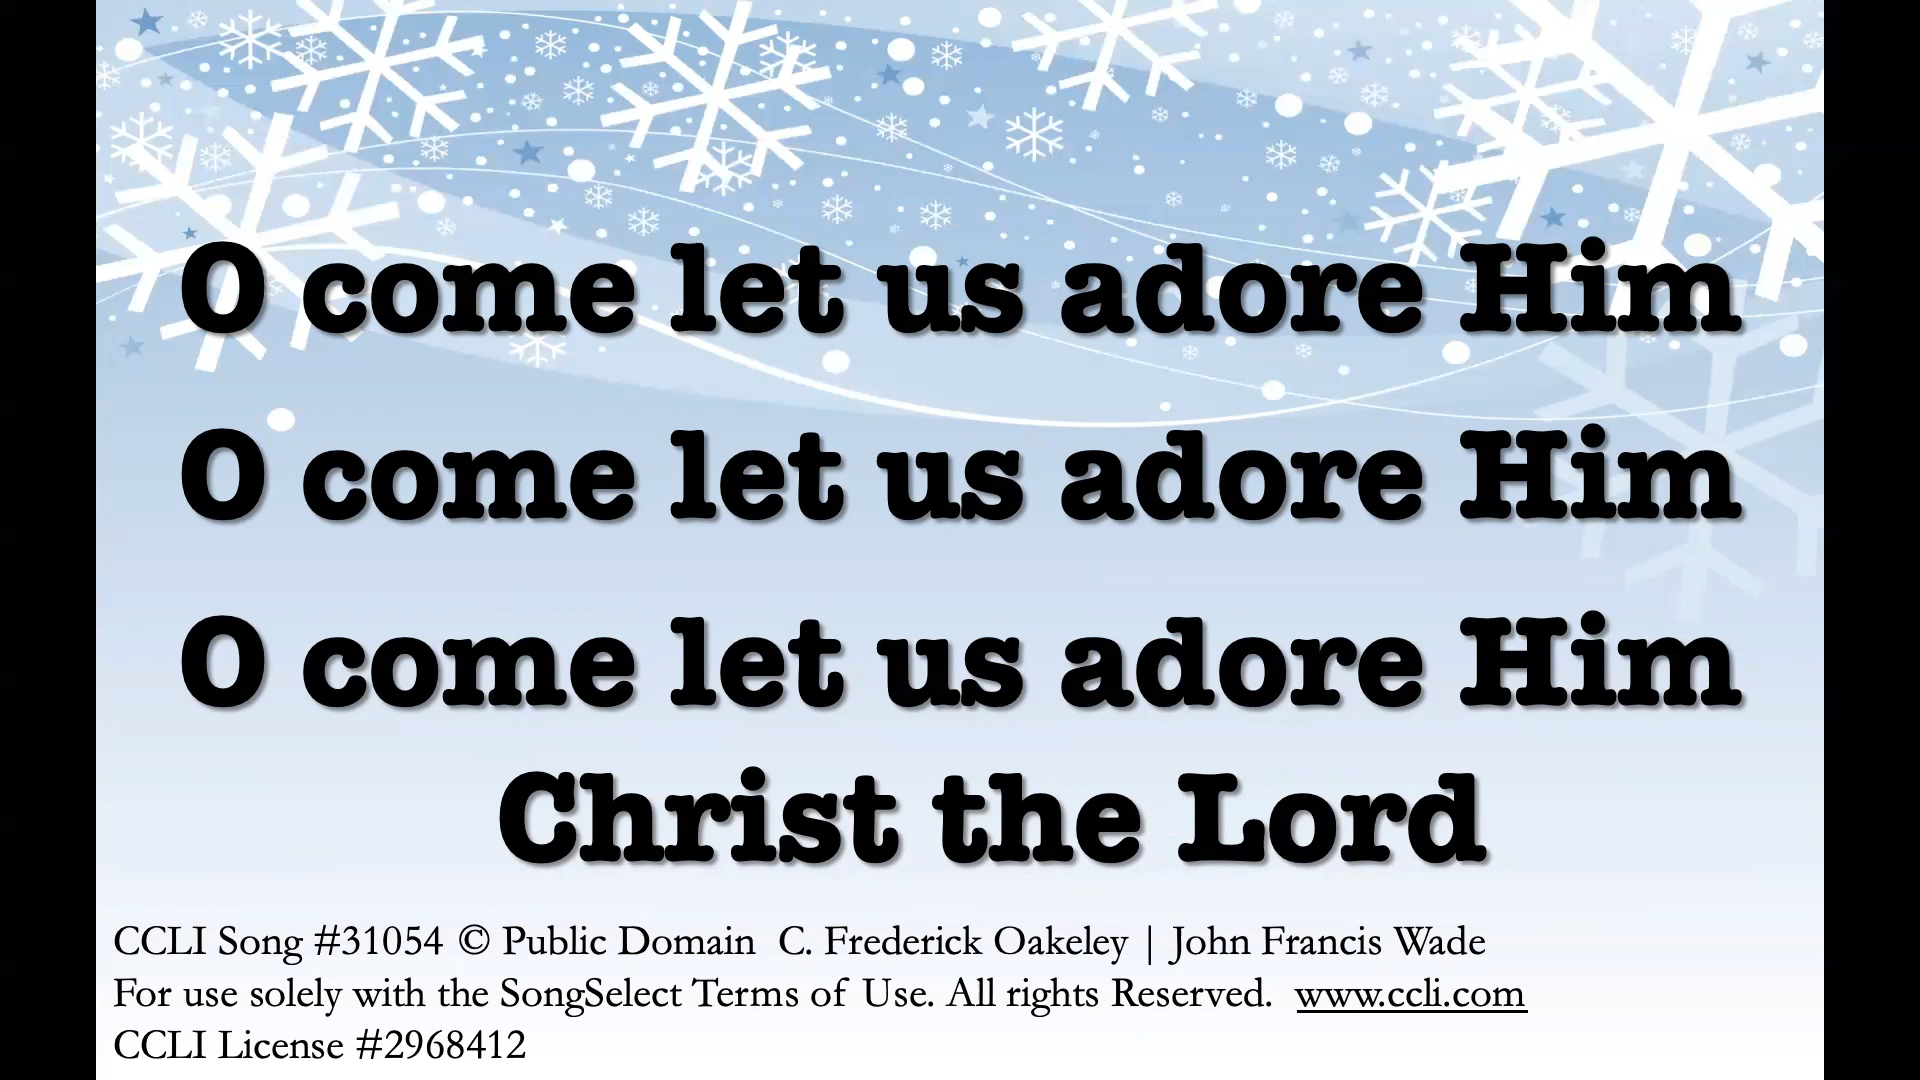 O come let us adore Him
O come let us adore Him
O come let us adore Him
Christ the Lord
CCLI Song #31054 © Public Domain  C. Frederick Oakeley | John Francis Wade
For use solely with the SongSelect Terms of Use. All rights Reserved.  www.ccli.com
CCLI License #2968412